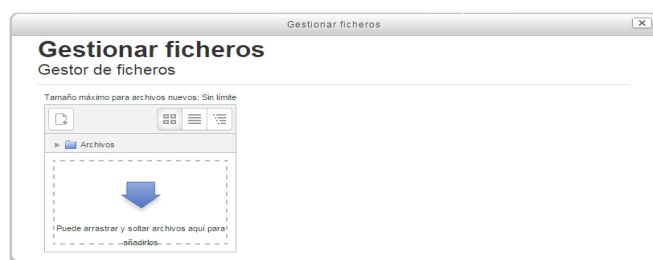 Gestionar ficheros
Gestionar ficheros
Gestor de ficheros
Tamaño máximo para archivos nuevos: Sin límite
Archivos
Puede arrastrar y soltar archivos aquí para
añadirlos